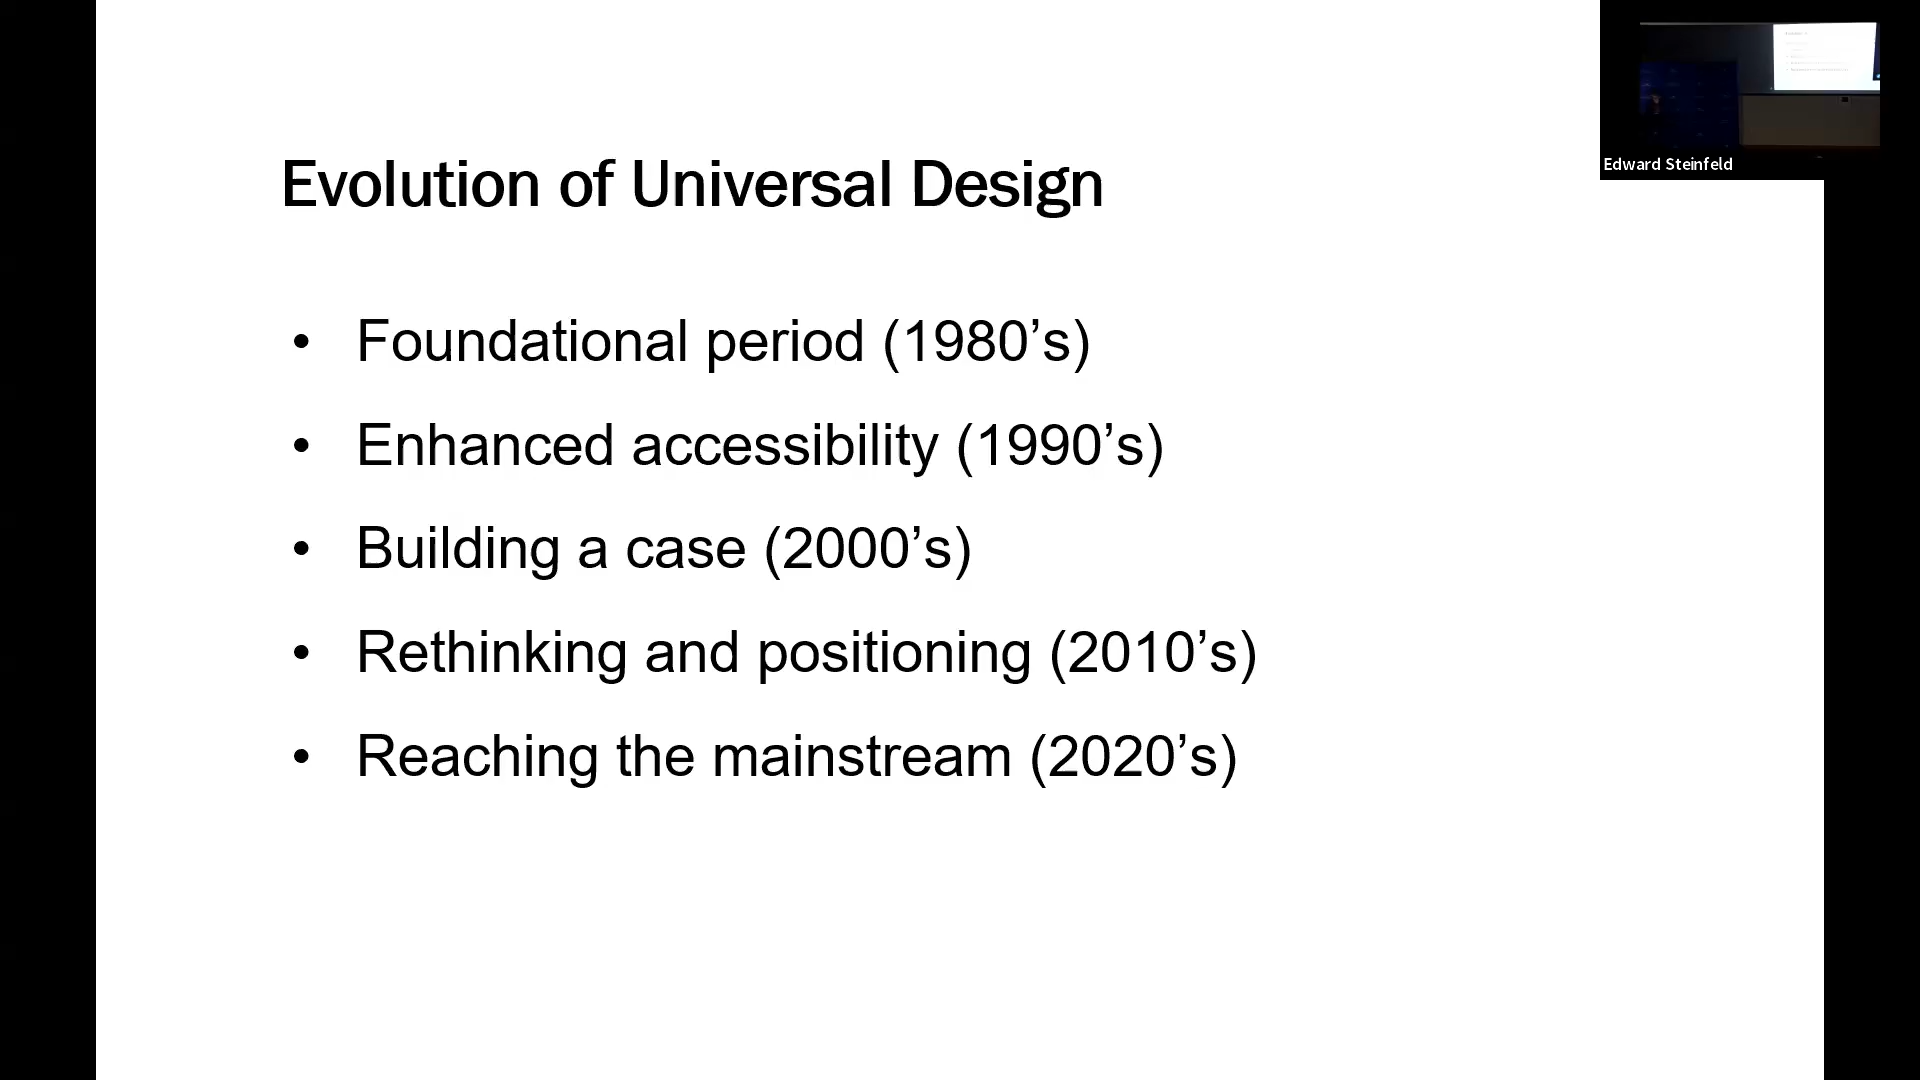 Evolution of Universal Design
• Foundational period (1980’s)
• Enhanced accessibility (1990’s)
• Building a case (2000’s)
• Rethinking and positioning (2010’s)
• Reaching the mainstream (2020’s)
Edward Steinfeld